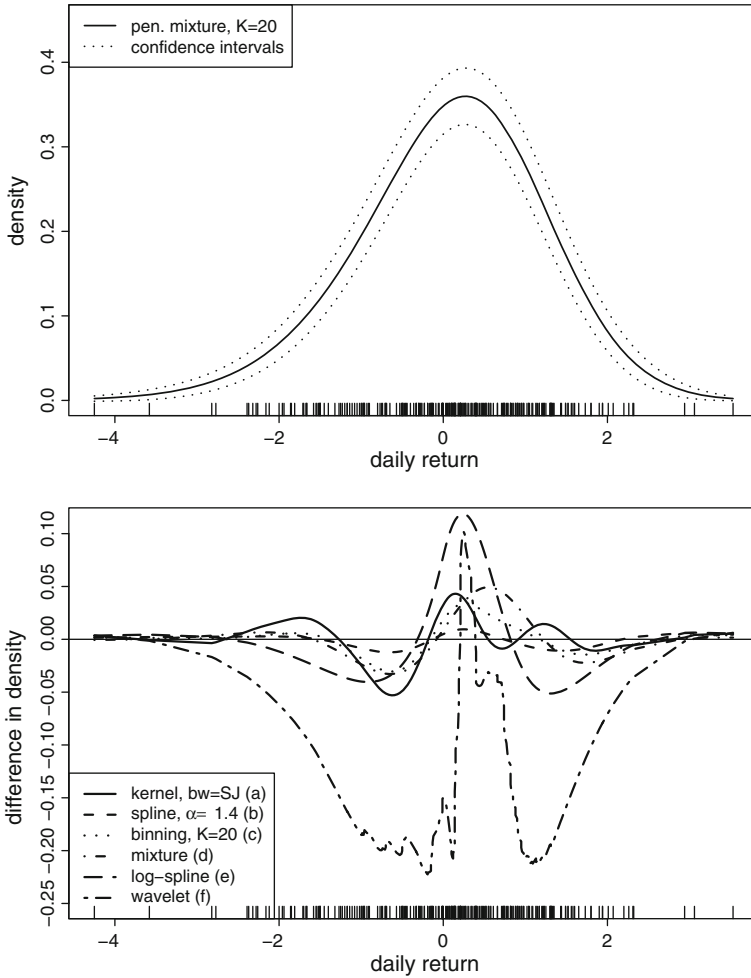 pen. mixture, K=20
confidence intervals
0.4
0.3
0.2
0.1
0.0
density
−4
−2
0
2
daily return
0.10
0.05
0.00
−0.05
−0.10
−0.15
−0.20
−0.25
difference in density
kernel, bw=SJ (a)
spline, α= 1.4 (b)
binning, K=20 (c)
mixture (d)
log−spline (e)
wavelet (f)
−4
−2
0
2
daily return